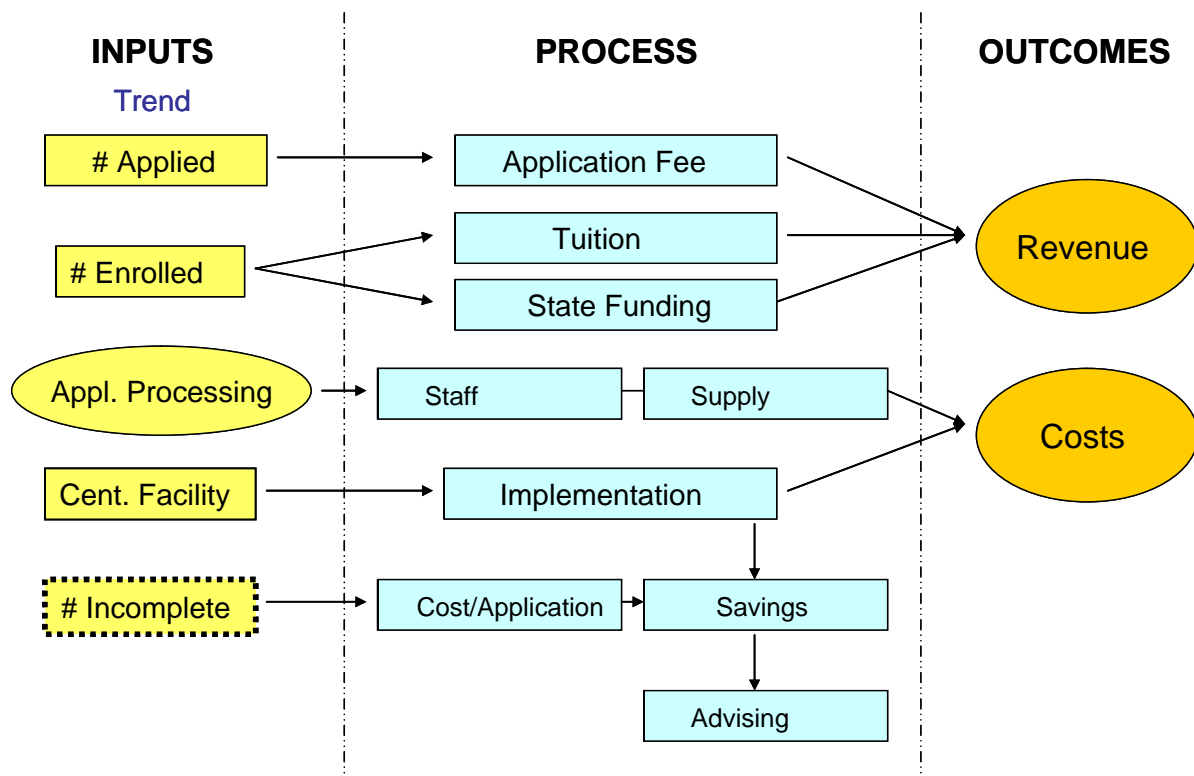 INPUTS
PROCESS
OUTCOMES
Trend
# Applied
Application Fee
Tuition
Revenue
# Enrolled
State Funding
Appl. Processing
Staff
Supply
Costs
Cent. Facility
Implementation
# Incomplete
Cost/Application
Savings
Advising